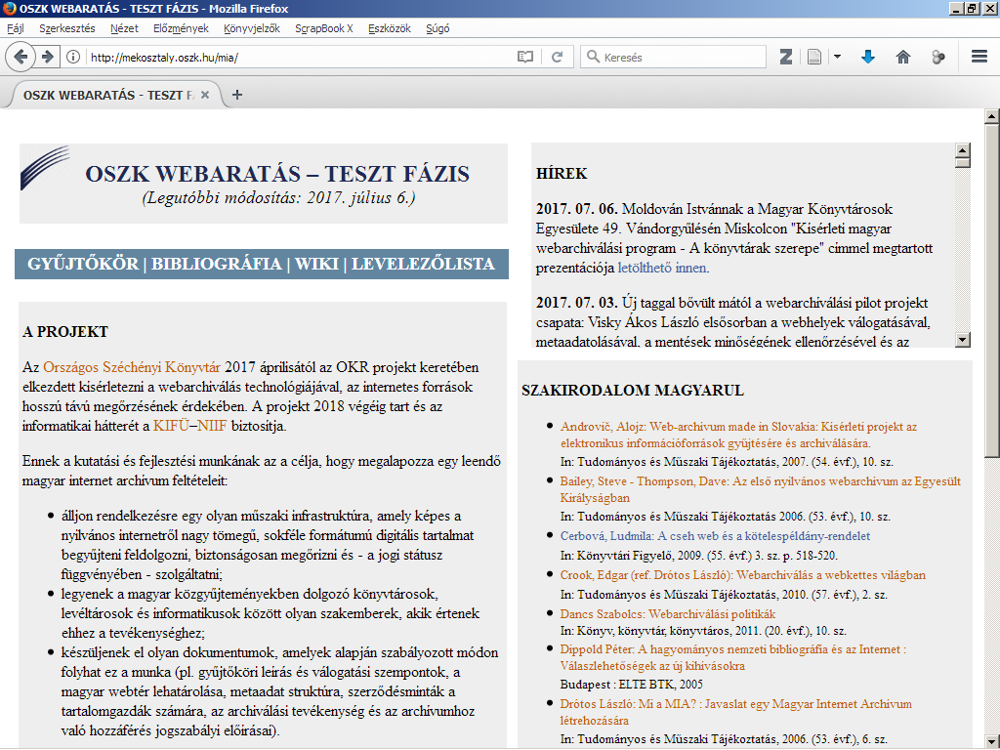 OSZK WEBARATÁS - TESZT FÁZIS - Mozilla Firefox
Fájl Szerkesztés Nézet Előzmények Könyvjelzők ScrapBook X Eszközök Súgó
http://mekosztaly.oszk.hu/mia/
Keresés
OSZK WEBARATÁS - TESZT F
OSZK WEBARATÁS – TESZT FÁZIS
(Legutóbbi módosítás: 2017. július 6.)
GYŰJTŐKÖR | BIBLIOGRÁFIA | WIKI | LEVELEZŐLISTA
A PROJEKT
Az Országos Széchényi Könyvtár 2017 áprilisától az OKR projekt keretében
elkezdett kísérletezni a webarchiválás technológiájával, az internetes források
hosszú távú megőrzésének érdekében. A projekt 2018 végéig tart és az
informatikai hátterét a KIFÜ–NIIF biztosítja.
Ennek a kutatási és fejlesztési munkának az a célja, hogy megalapozza egy leendő
magyar internet archívum feltételeit:
álljon rendelkezésre egy olyan műszaki infrastruktúra, amely képes a
nyilvános internetről nagy tömegű, sokféle formátumú digitális tartalmat
begyűjteni feldolgozni, biztonságosan megőrizni és - a jogi státusz
függvényében - szolgáltatni;
legyenek a magyar közgyűjteményekben dolgozó könyvtárosok,
levéltárosok és informatikusok között olyan szakemberek, akik értenek
ehhez a tevékenységhez;
készüljenek el olyan dokumentumok, amelyek alapján szabályozott módon
folyhat ez a munka (pl. gyűjtőköri leírás és válogatási szempontok, a
magyar webtér lehatárolása, metaadat struktúra, szerződésminták a
tartalomgazdák számára, az archiválási tevékenység és az archívumhoz
való hozzáférés jogszabályi előírásai).
HÍREK
2017. 07. 06. Moldován Istvánnak a Magyar Könyvtárosok
Egyesülete 49. Vándorgyűlésén Miskolcon "Kísérleti magyar
webarchiválási program - A könyvtárak szerepe" címmel megtartott
prezentációja letölthető innen.
2017. 07. 03. Új taggal bővült mától a webarchiválási pilot projekt
csapata: Visky Ákos László elsősorban a webhelyek válogatásával,
metaadatolásával, a mentések minőségének ellenőrzésével és az
SZAKIRODALOM MAGYARUL
Androvič, Alojz: Web-archívum made in Slovakia: Kísérleti projekt az
elektronikus információforrások gyűjtésére és archiválására.
In: Tudományos és Műszaki Tájékoztatás, 2007. (54. évf.), 10. sz.
Bailey, Steve - Thompson, Dave: Az első nyilvános webarchívum az Egyesült
Királyságban
In: Tudományos és Műszaki Tájékoztatás 2006. (53. évf.), 10. sz.
Cerbová, Ludmila: A cseh web és a kötelespéldány-rendelet
In: Könyvtári Figyelő, 2009. (55. évf.) 3. sz. p. 518-520.
Crook, Edgar (ref. Drótos László): Webarchiválás a webkettes világban
In: Tudományos és Műszaki Tájékoztatás, 2010. (57. évf.), 2. sz.
Dancs Szabolcs: Webarchiválási politikák
In: Könyv, könyvtár, könyvtáros, 2011. (20. évf.), 10. sz.
Dippold Péter: A hagyományos nemzeti bibliográfia és az Internet :
Válaszlehetőségek az új kihívásokra
Budapest : ELTE BTK, 2005
Drótos László: Mi a MIA? : Javaslat egy Magyar Internet Archívum
létrehozására
In: Tudományos és Műszaki Tájékoztatás, 2006. (53. évf.), 6. sz.